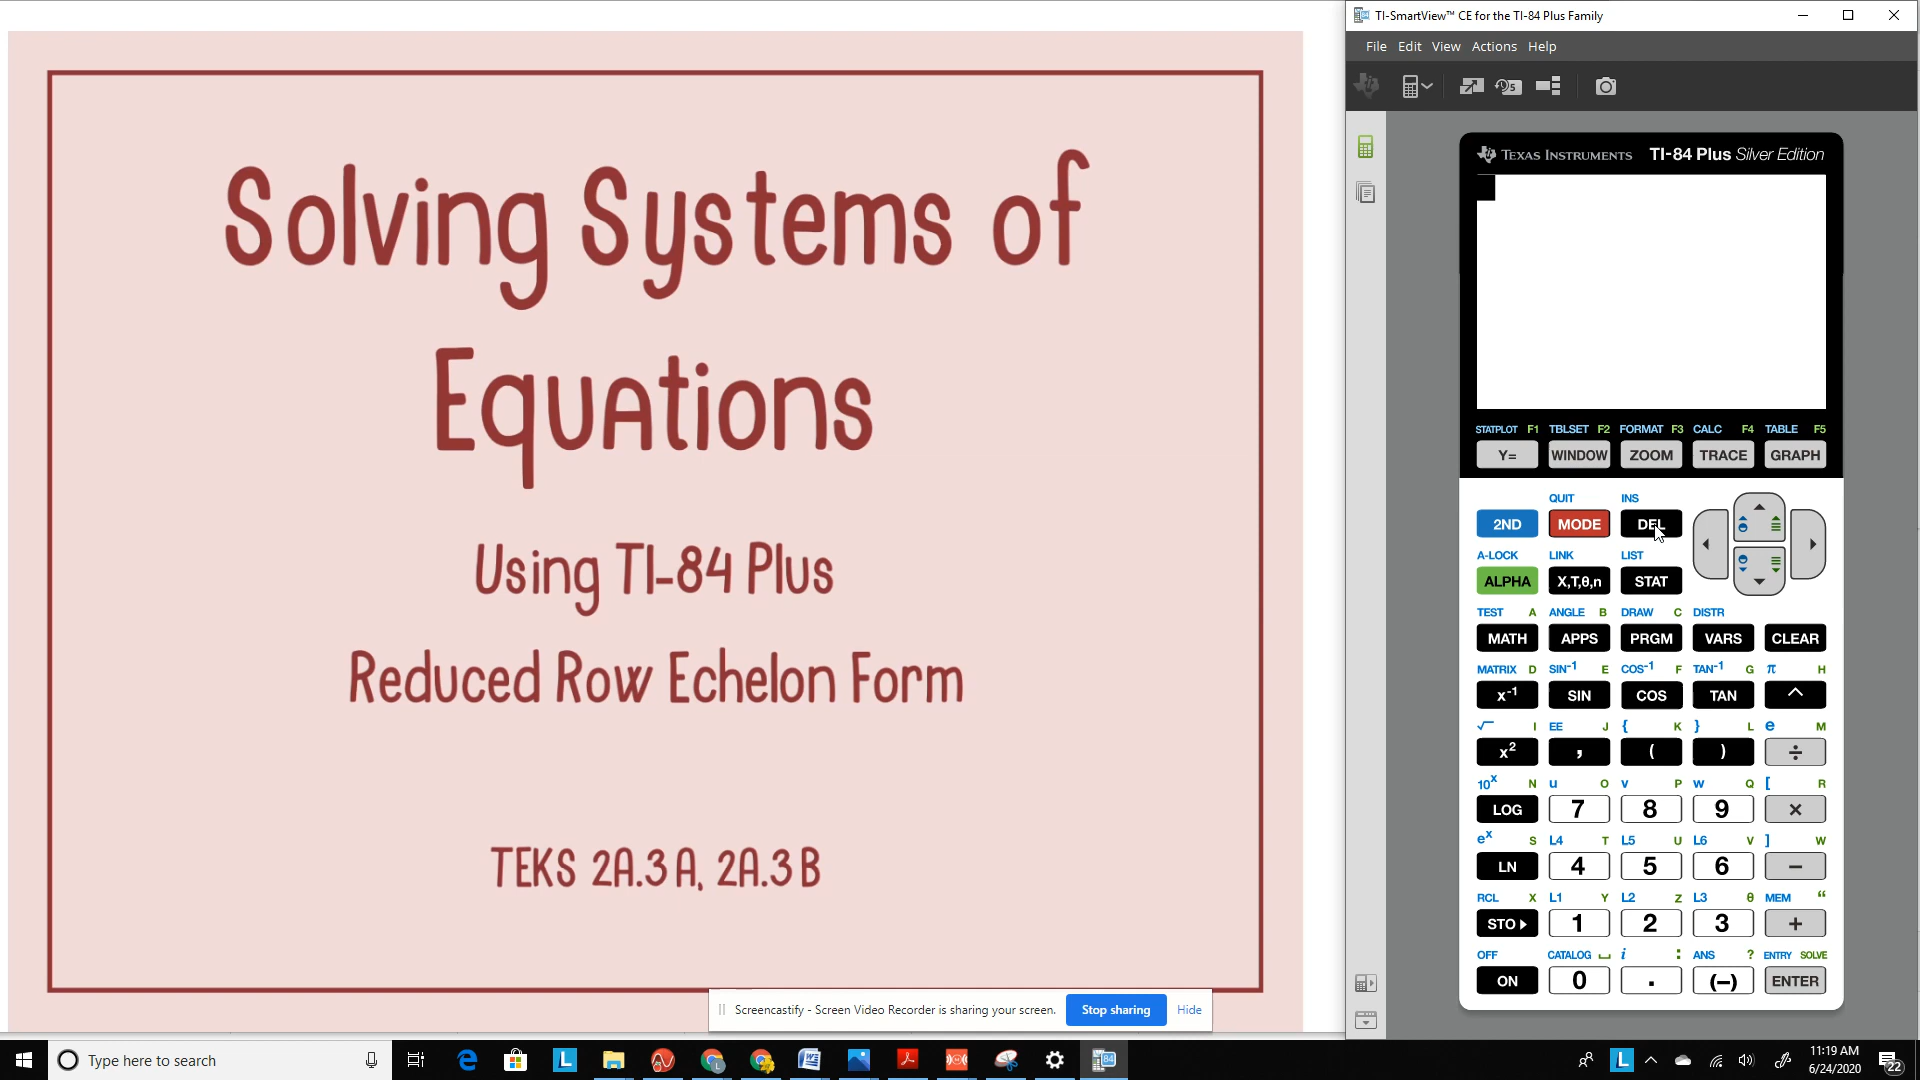 TI-SmartView™ CE for the TI-84 Plus Family
File Edit View Actions Help
Solving Systems of
Equations
Using TI-84 Plus
Reduced Row Echelon Form
TEKS 2A.3A, 2A.3B
TEXAS INSTRUMENTS TI-84 Plus Silver Edition
STATPLOT F1 TBLSET F2 FORMAT F3 CALC F4 TABLE F5
Y= WINDOW ZOOM TRACE GRAPH
QUIT INS
2ND MODE DEL
A-LOCK LINK LIST
ALPHA X,T,θ,n STAT
TEST A ANGLE B DRAW C DISTR
MATH APPS PRGM VARS CLEAR
MATRIX D SIN⁻¹ E COS⁻¹ F TAN⁻¹ G π H
x⁻¹ SIN COS TAN ^
√ I EE J { K } L e M
x² , ( ) ÷
10ˣ N u O v P w Q [ R
LOG 7 8 9 ×
eˣ S L4 T L5 U L6 V ] W
LN 4 5 6 −
RCL X L1 Y L2 Z L3 θ MEM “
STO▶ 1 2 3 +
OFF CATALOG ⎵ i : ANS ? ENTRY SOLVE
ON 0 . (−) ENTER
Screencastify - Screen Video Recorder is sharing your screen. Stop sharing Hide
Type here to search
11:19 AM
6/24/2020
22